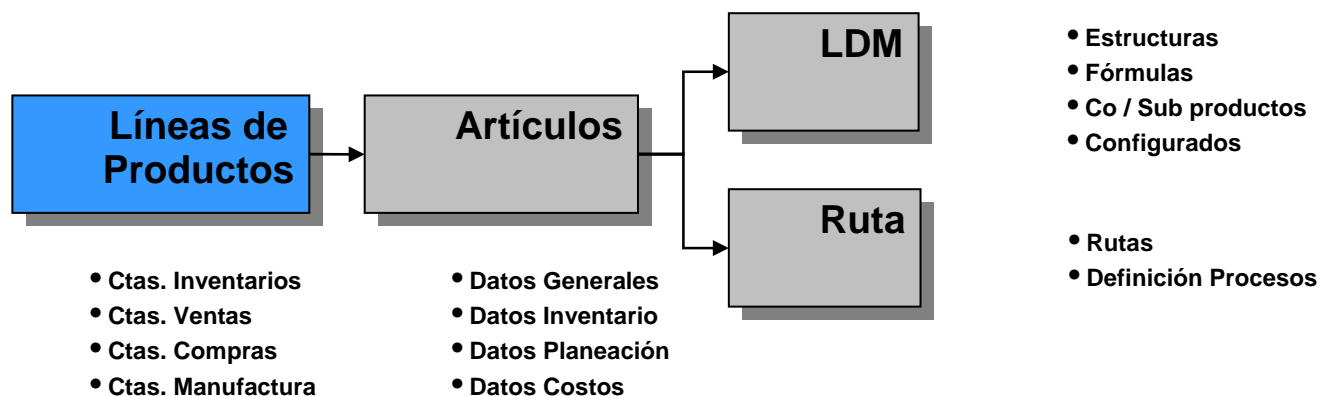 Líneas de
Productos
• Ctas. Inventarios
• Ctas. Ventas
• Ctas. Compras
• Ctas. Manufactura
Artículos
• Datos Generales
• Datos Inventario
• Datos Planeación
• Datos Costos
LDM
• Estructuras
• Fórmulas
• Co / Sub productos
• Configurados
Ruta
• Rutas
• Definición Procesos